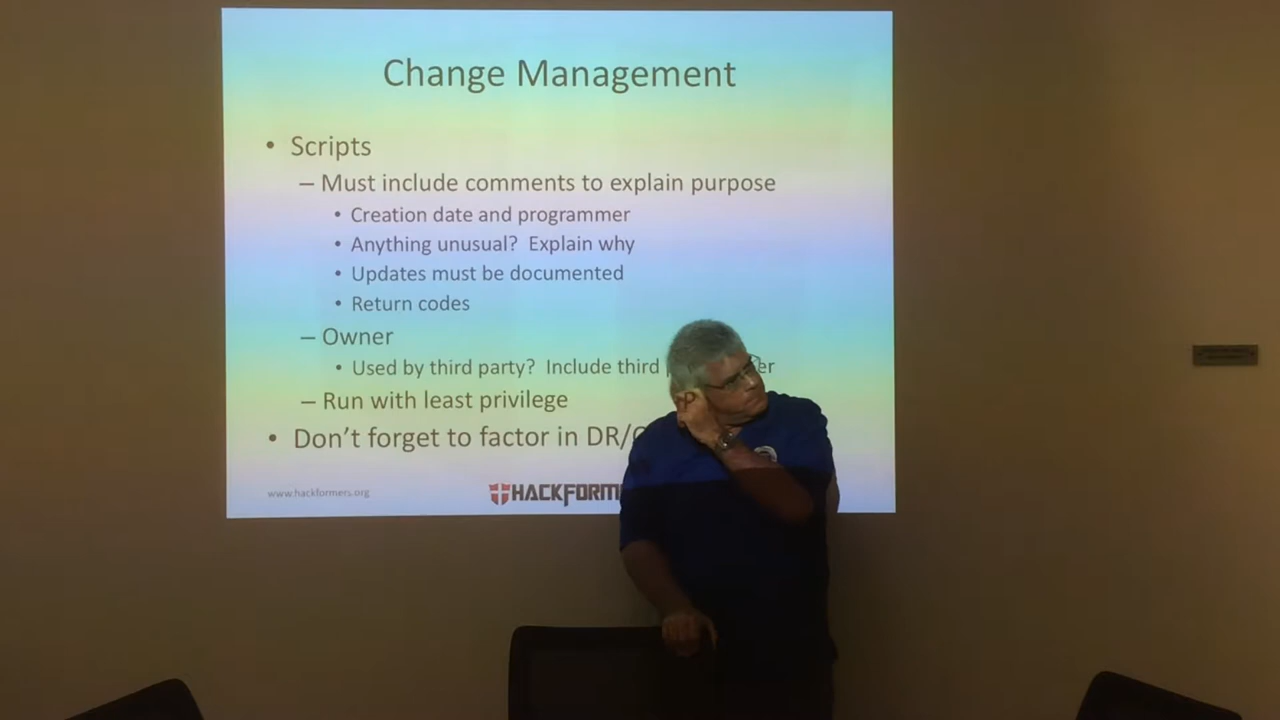 Change Management
• Scripts
– Must include comments to explain purpose
• Creation date and programmer
• Anything unusual? Explain why
• Updates must be documented
• Return codes
– Owner
• Used by third party? Include third
– Run with least privilege
• Don't forget to factor in DR/
www.hackformers.org
HACKFORM